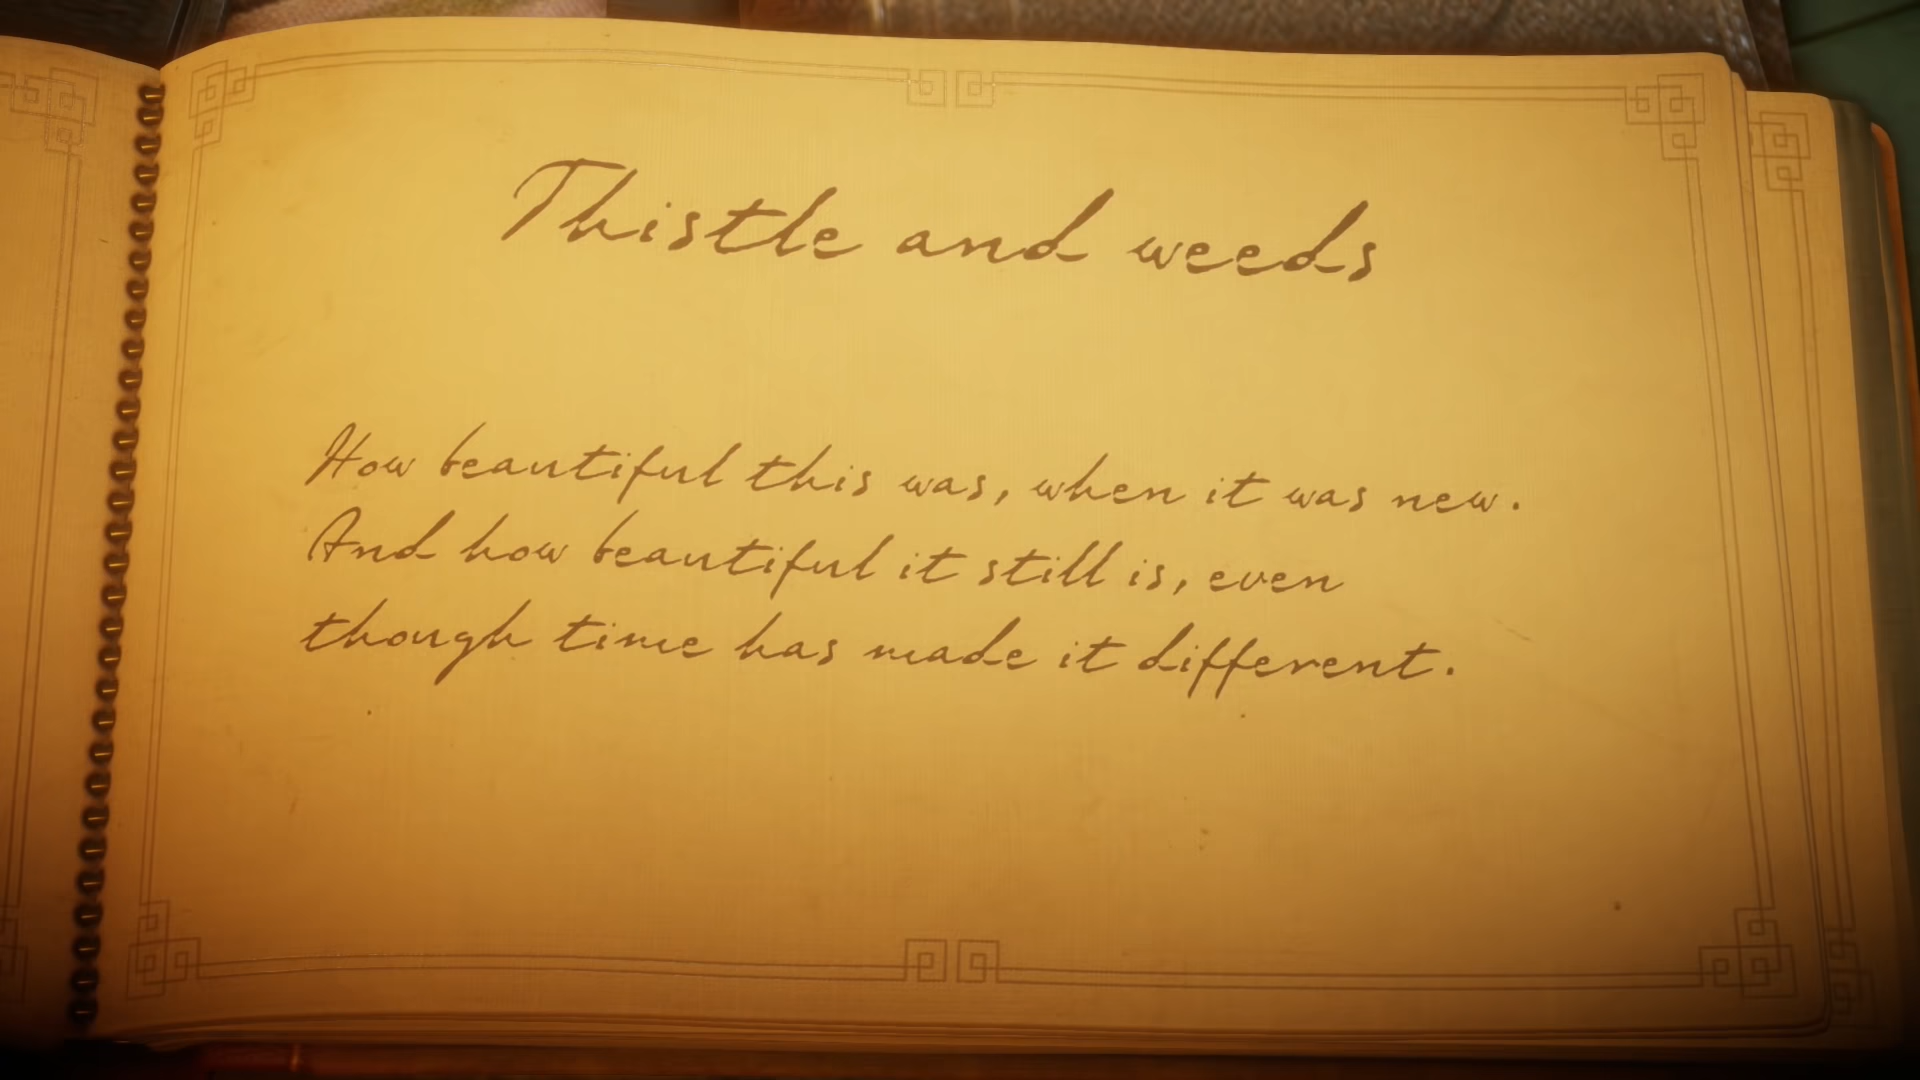 Thistle and weeds
How beautiful this was, when it was new.
And how beautiful it still is, even
though time has made it different.